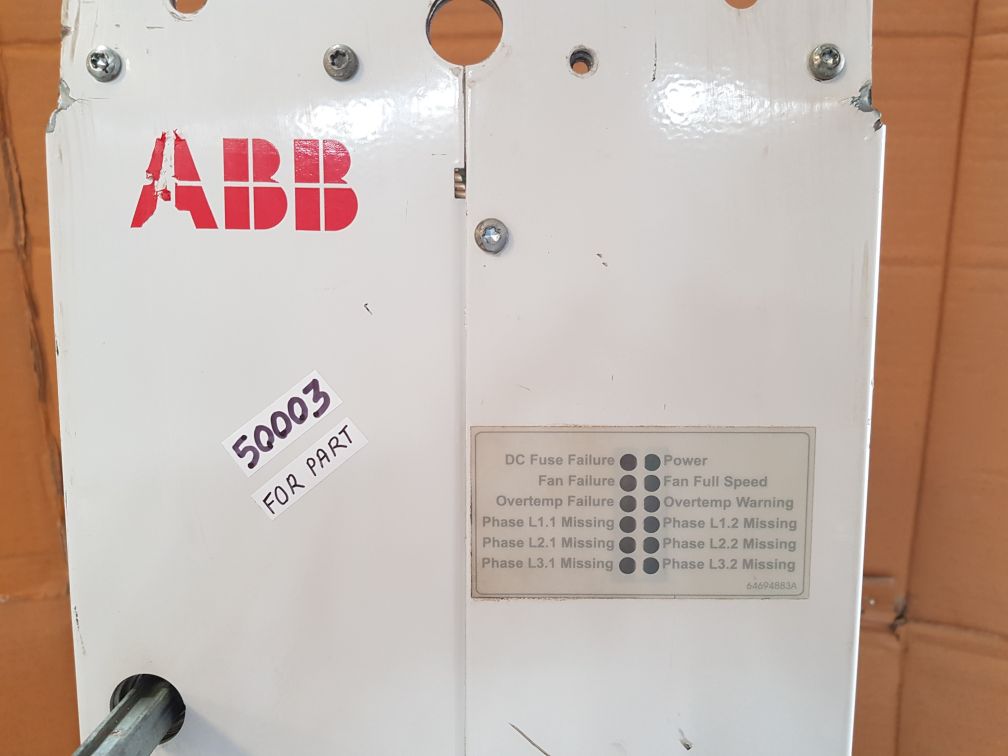 ABB
50003
FOR PART
DC Fuse Failure Power
Fan Failure Fan Full Speed
Overtemp Failure Overtemp Warning
Phase L1.1 Missing Phase L1.2 Missing
Phase L2.1 Missing Phase L2.2 Missing
Phase L3.1 Missing Phase L3.2 Missing
64694883A